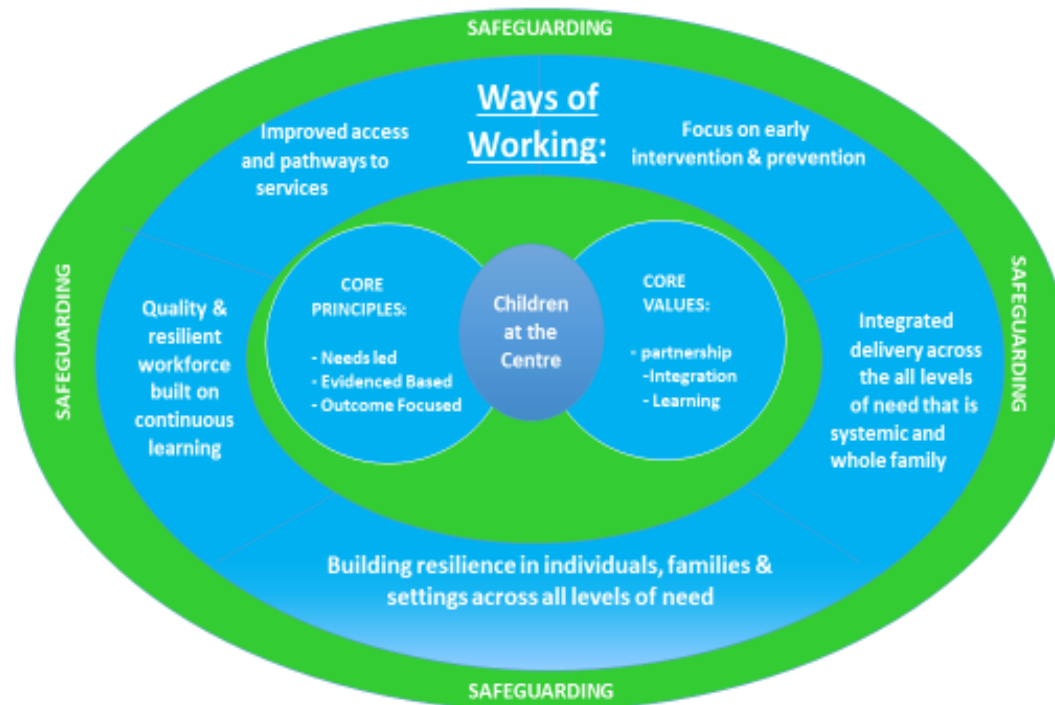 SAFEGUARDING
Ways of
Working:
Improved access
and pathways to
services
Focus on early
intervention & prevention
SAFEGUARDING
Quality &
resilient
workforce
built on
continuous
learning
CORE
PRINCIPLES:
- Needs led
- Evidenced Based
- Outcome Focused
Children
at the
Centre
CORE
VALUES:
- partnership
-Integration
- Learning
Integrated
delivery across
the all levels
of need that is
systemic and
whole family
SAFEGUARDING
Building resilience in individuals, families &
settings across all levels of need
SAFEGUARDING